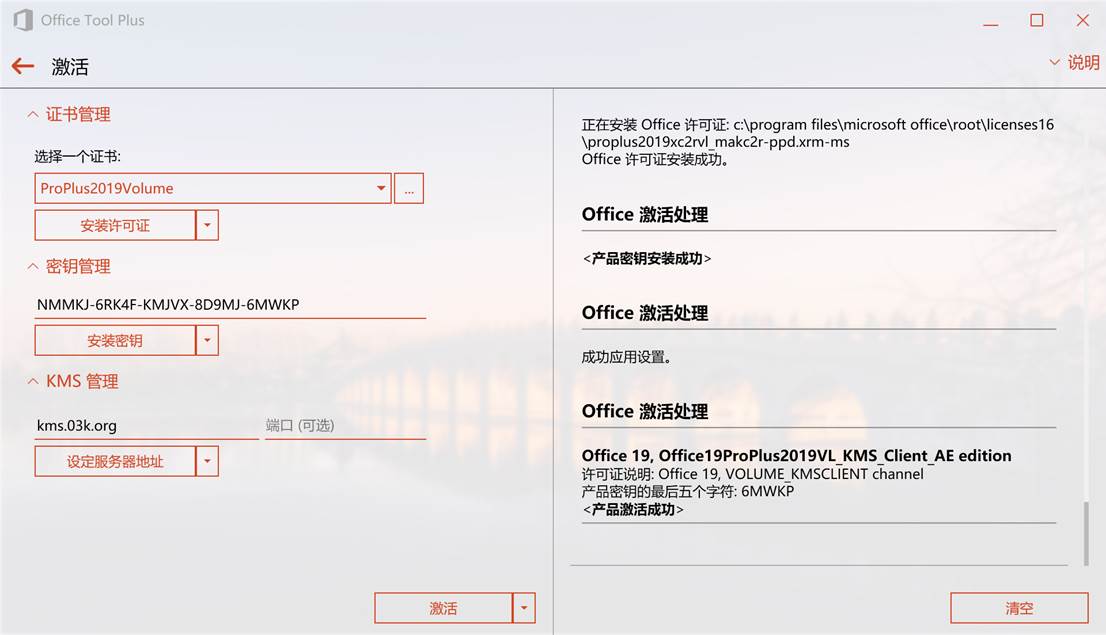 Office Tool Plus
激活
说明
证书管理
选择一个证书:
ProPlus2019Volume
...
安装许可证
密钥管理
NMMKJ-6RK4F-KMJVX-8D9MJ-6MWKP
安装密钥
KMS 管理
kms.03k.org
端口 (可选)
设定服务器地址
激活
正在安装 Office 许可证: c:\program files\microsoft office\root\licenses16
\proplus2019xc2rvl_makc2r-ppd.xrm-ms
Office 许可证安装成功。
Office 激活处理
<产品密钥安装成功>
Office 激活处理
成功应用设置。
Office 激活处理
Office 19, Office19ProPlus2019VL_KMS_Client_AE edition
许可证说明: Office 19, VOLUME_KMSCLIENT channel
产品密钥的最后五个字符: 6MWKP
<产品激活成功>
清空